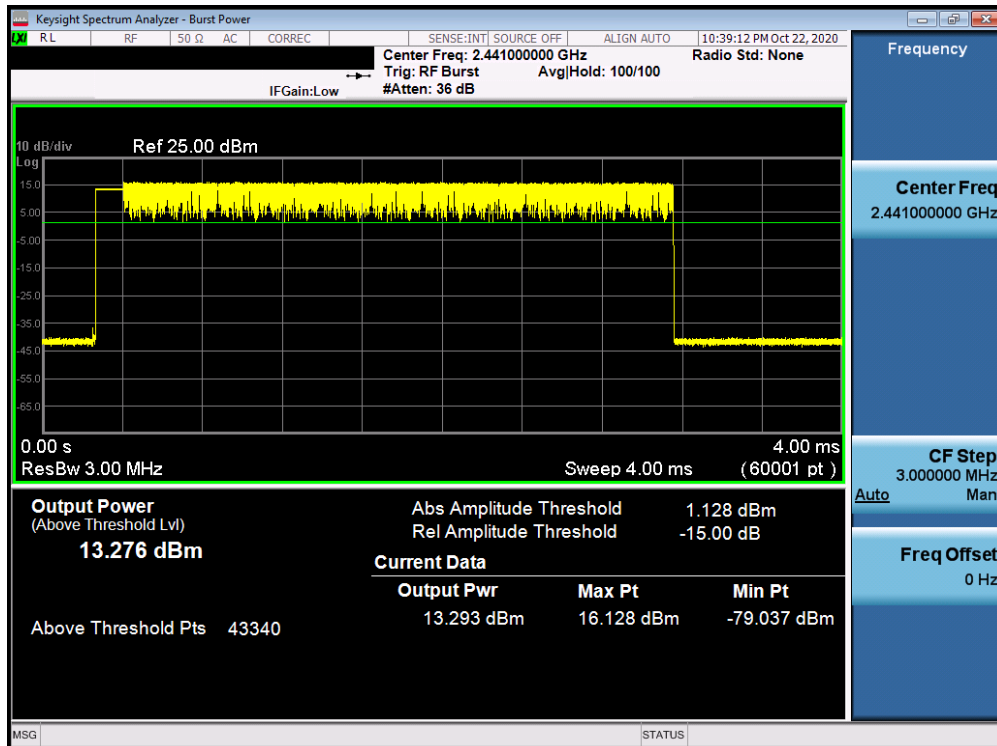 Keysight Spectrum Analyzer - Burst Power
LXI RL RF 50 Ω AC CORREC SENSE:INT SOURCE OFF ALIGN AUTO 10:39:12 PM Oct 22, 2020
Center Freq: 2.441000000 GHz Radio Std: None
Trig: RF Burst Avg|Hold: 100/100
IFGain:Low #Atten: 36 dB
10 dB/div Ref 25.00 dBm
Log
15.0
5.00
-5.00
-15.0
-25.0
-35.0
-45.0
-55.0
-65.0
0.00 s 4.00 ms
ResBw 3.00 MHz Sweep 4.00 ms (60001 pt )
Output Power
(Above Threshold Lvl)
13.276 dBm
Above Threshold Pts 43340
Abs Amplitude Threshold 1.128 dBm
Rel Amplitude Threshold -15.00 dB
Current Data
Output Pwr Max Pt Min Pt
13.293 dBm 16.128 dBm -79.037 dBm
MSG STATUS
Frequency
Center Freq
2.441000000 GHz
CF Step
3.000000 MHz
Auto Man
Freq Offset
0 Hz